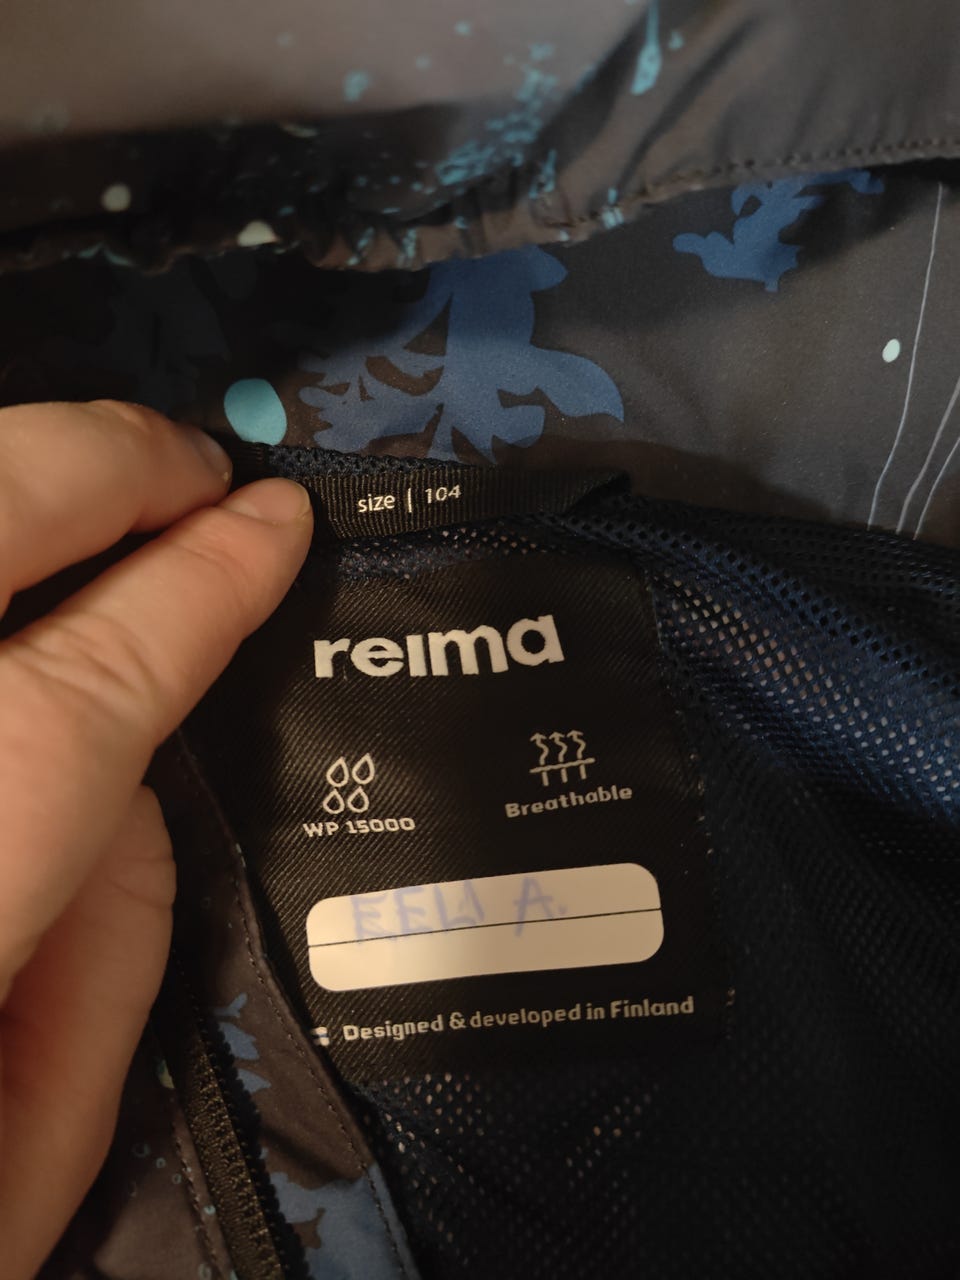 size | 104
reima
WP 15000
Breathable
EELI A.
Designed & developed in Finland